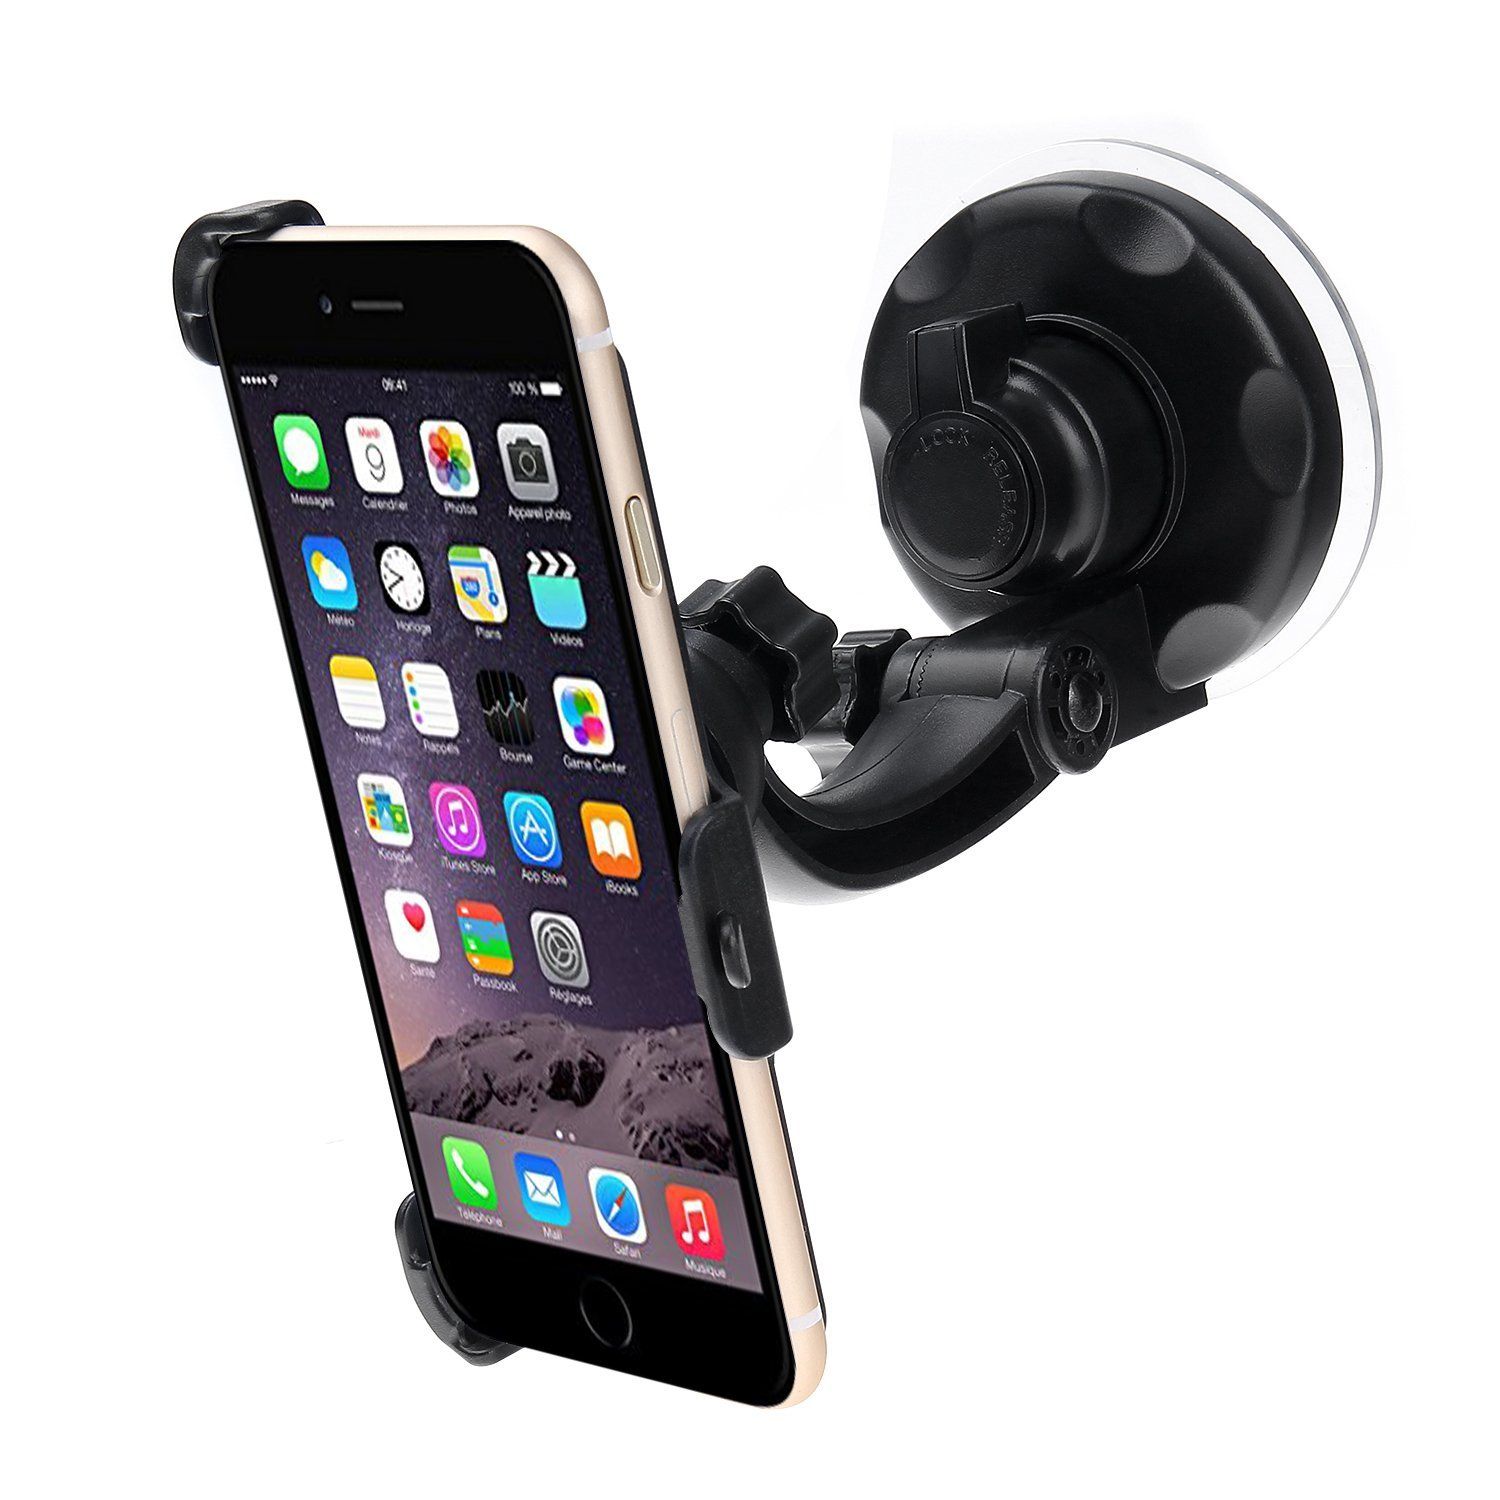 09:41 100 %
Mardi
9
Messages Calendrier Photos Appareil photo
Météo Horloge Plans Vidéos
Notes Rappels Bourse Game Center
Kiosque iTunes Store App Store iBooks
Santé Passbook Réglages
Téléphone Mail Safari Musique
LOCK RELEASE